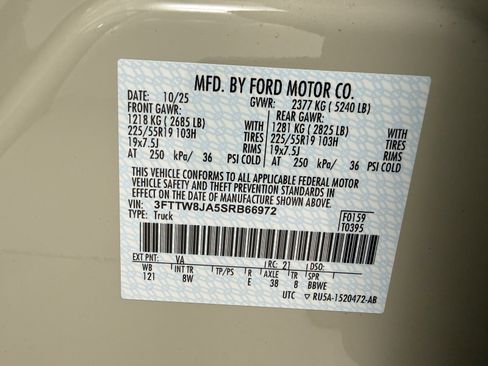 MFD. BY FORD MOTOR CO.
DATE: 10/25 GVWR: 2377 KG ( 5240 LB)
FRONT GAWR: REAR GAWR:
1218 KG ( 2685 LB) 1281 KG ( 2825 LB)
225/55R19 103H TIRES 225/55R19 103H TIRES
19x7.5J RIMS 19x7.5J RIMS
AT 250 kPa/ 36 PSI COLD AT 250 kPa/ 36 PSI COLD
THIS VEHICLE CONFORMS TO ALL APPLICABLE FEDERAL MOTOR
VEHICLE SAFETY AND THEFT PREVENTION STANDARDS IN
EFFECT ON THE DATE OF MANUFACTURE SHOWN ABOVE.
VIN: 3FTTW8JA5SRB66972
TYPE: Truck
F0159
T0395
EXT PNT: VA RC: 21 DSO:
WB INT TR TP/PS R AXLE TR SPR
121 8W E 38 8 BBWE
UTC ▽ RU5A-1520472-AB